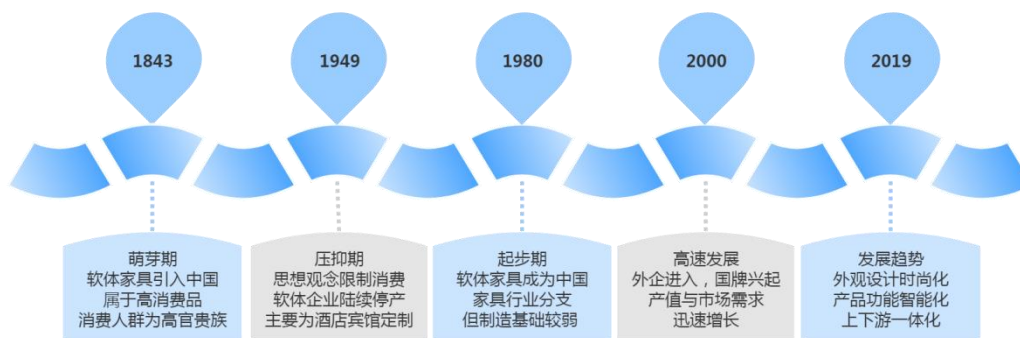 1843
1949
1980
2000
2019
萌芽期
软体家具引入中国
属于高消费品
消费人群为高官贵族
压抑期
思想观念限制消费
软体企业陆续停产
主要为酒店宾馆定制
起步期
软体家具成为中国
家具行业分支
但制造基础较弱
高速发展
外企进入，国牌兴起
产值与市场需求
迅速增长
发展趋势
外观设计时尚化
产品功能智能化
上下游一体化